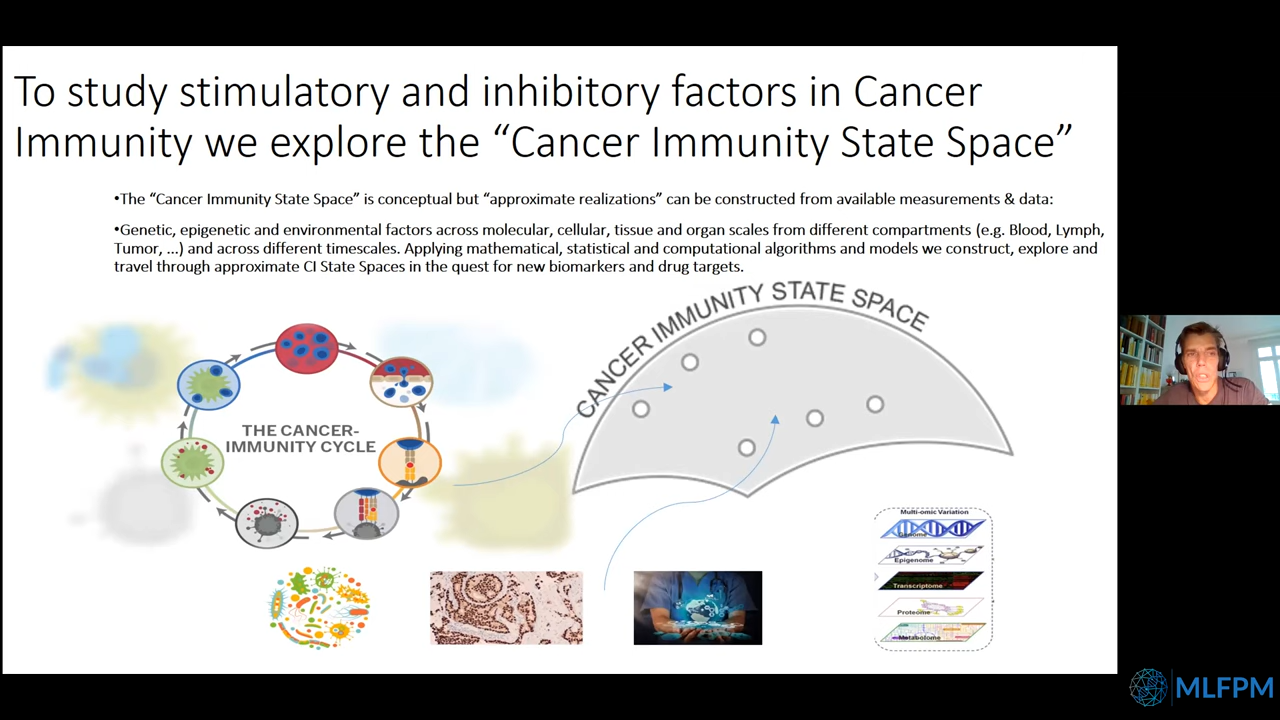 To study stimulatory and inhibitory factors in Cancer
Immunity we explore the “Cancer Immunity State Space”
•The “Cancer Immunity State Space” is conceptual but “approximate realizations” can be constructed from available measurements & data:
•Genetic, epigenetic and environmental factors across molecular, cellular, tissue and organ scales from different compartments (e.g. Blood, Lymph,
Tumor, ...) and across different timescales. Applying mathematical, statistical and computational algorithms and models we construct, explore and
travel through approximate CI State Spaces in the quest for new biomarkers and drug targets.
CANCER IMMUNITY STATE SPACE
THE CANCER-
IMMUNITY CYCLE
Multi-omic Variation
Genome
Epigenome
Transcriptome
Proteome
Metabolome
MLFPM